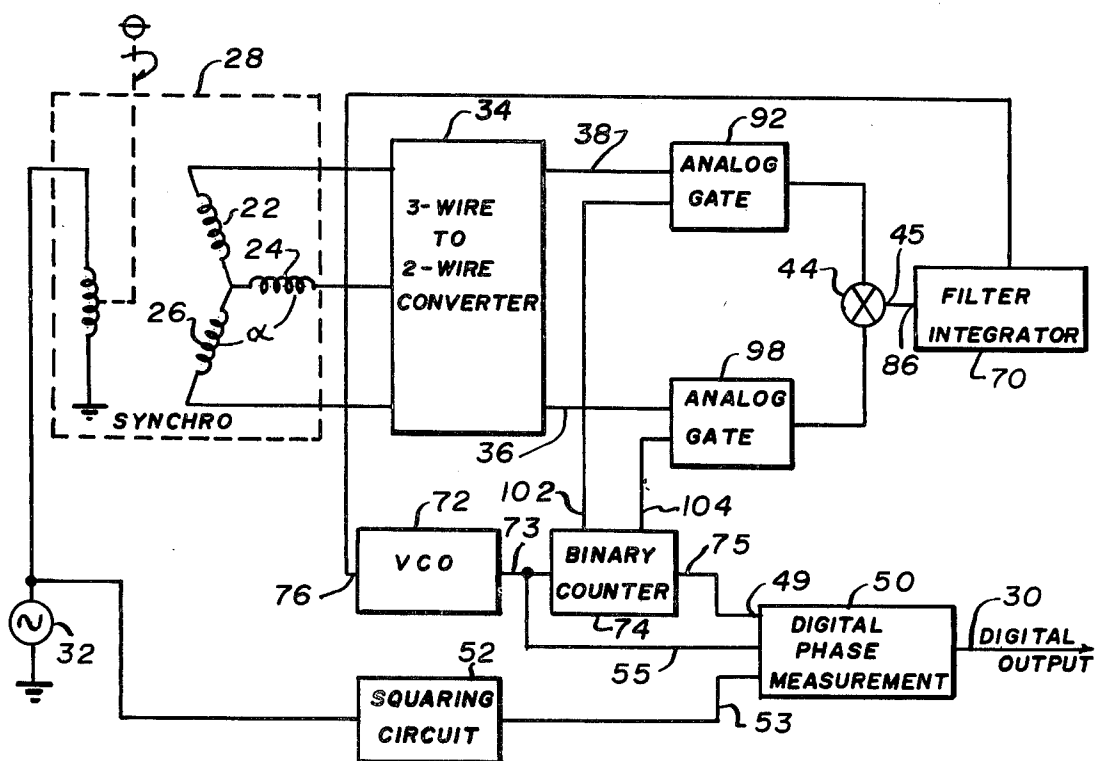 28
34
38
92
ANALOG
GATE
22
3-WIRE
TO
2-WIRE
CONVERTER
24
44
45
FILTER
INTEGRATOR
86
70
26
α
98
ANALOG
GATE
SYNCHRO
36
102
104
72
VCO
73
76
BINARY
COUNTER
74
75
49
50
DIGITAL
PHASE
MEASUREMENT
30
DIGITAL
OUTPUT
32
52
SQUARING
CIRCUIT
55
53